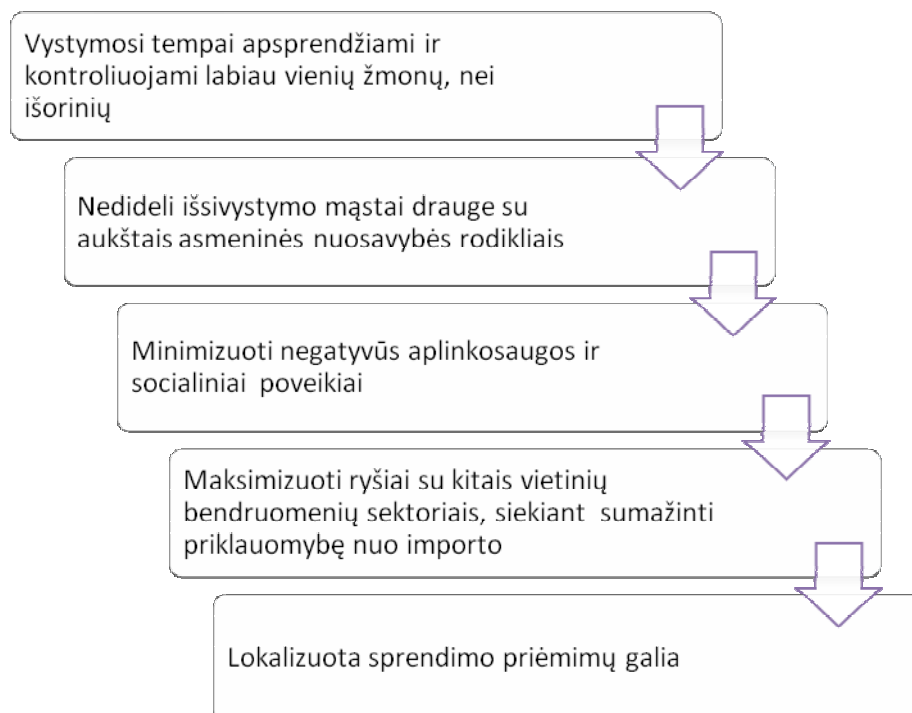 Vystymosi tempai apsprendžiami ir
kontroliuojami labiau vienių žmonų, nei
išorinių
Nedideli išsivystymo mąstai drauge su
aukštais asmeninės nuosavybės rodikliais
Minimizuoti negatyvūs aplinkosaugos ir
socialiniai poveikiai
Maksimizuoti ryšiai su kitais vietinių
bendruomenių sektoriais, siekiant sumažinti
priklauomybę nuo importo
Lokalizuota sprendimo priėmimų galia